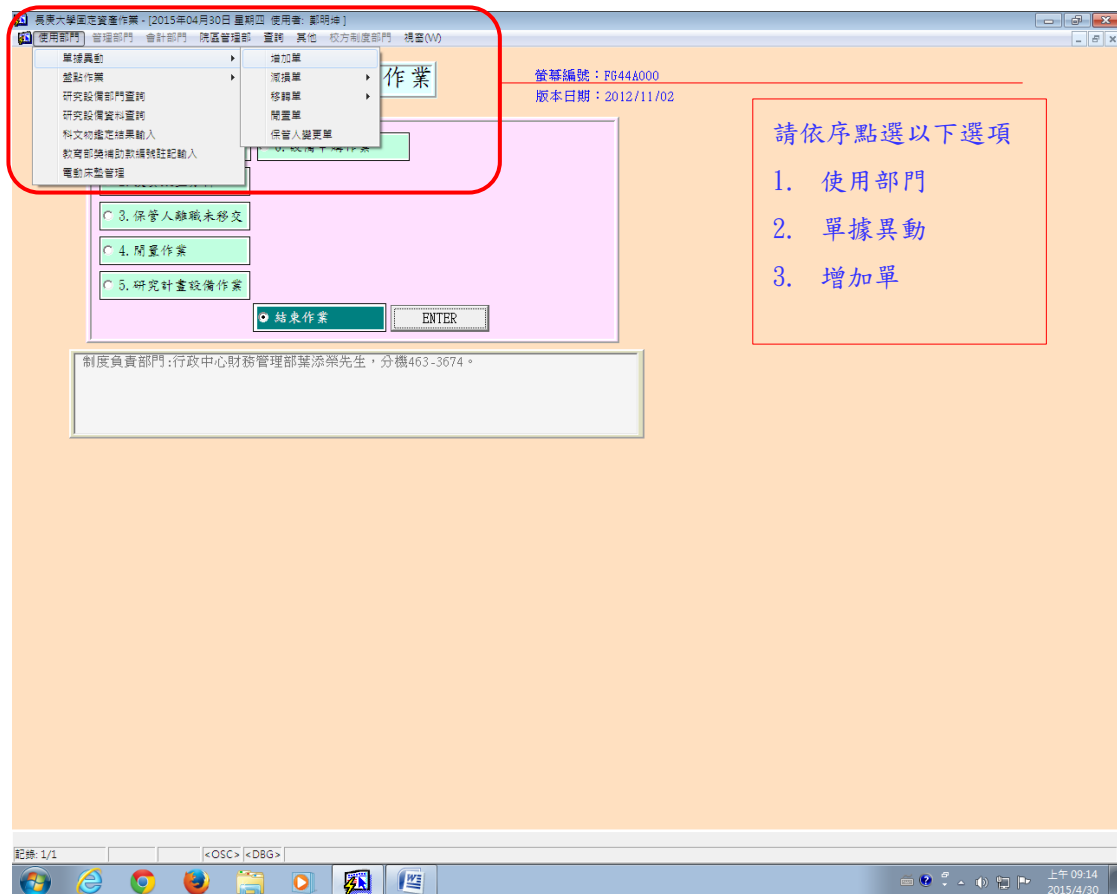 長庚大學固定資產作業 - [2015年04月30日 星期四 使用者: 鄭明坤 ]
使用部門 管理部門 會計部門 院區管理部 查詢 其他 校方制度部門 視窗(W)
單據異動
盤點作業
研究設備部門查詢
研究設備資料查詢
科文物鑑定結果輸入
教育部獎補助款編號註記輸入
電動床墊管理
增加單
減損單
移轉單
閒置單
保管人變更單
作業
螢幕編號：FG44A000
版本日期：2012/11/02
3.保管人離職未移交
4.閒置作業
5.研究計畫設備作業
結束作業
ENTER
制度負責部門:行政中心財務管理部葉添榮先生，分機463-3674。
請依序點選以下選項
1. 使用部門
2. 單據異動
3. 增加單
記錄: 1/1
<OSC> <DBG>
上午 09:14
2015/4/30